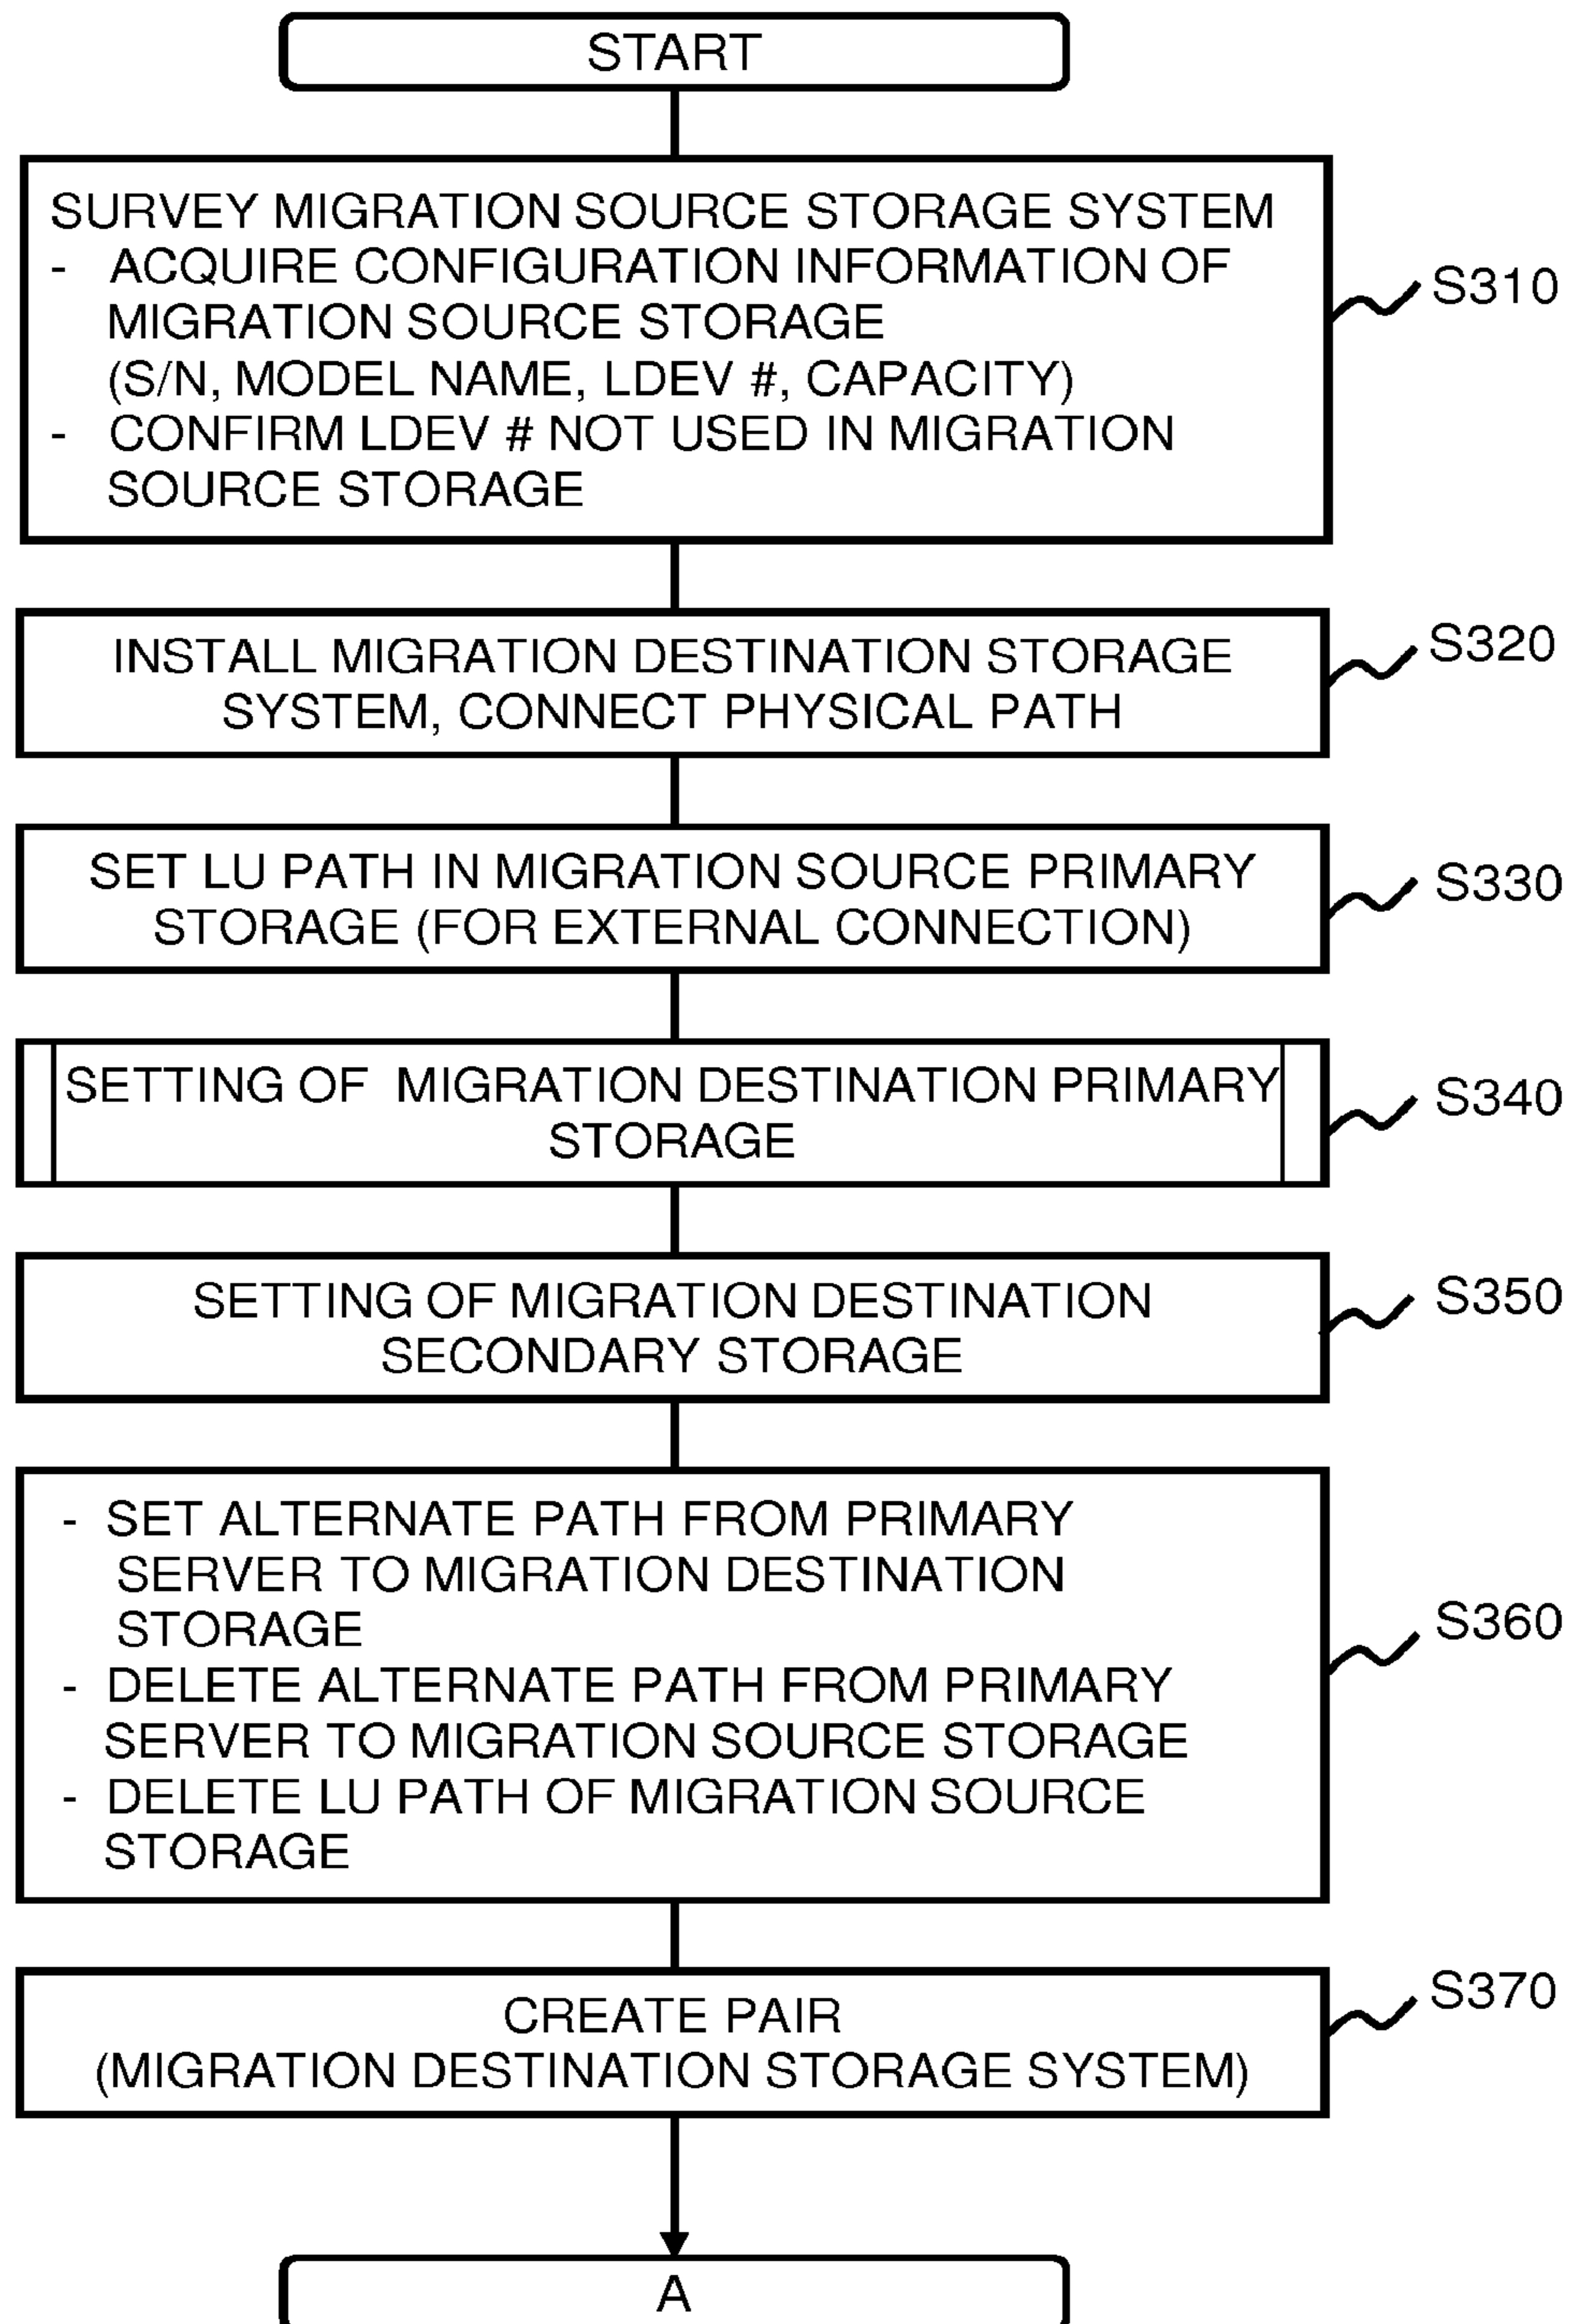 START
SURVEY MIGRATION SOURCE STORAGE SYSTEM
- ACQUIRE CONFIGURATION INFORMATION OF
MIGRATION SOURCE STORAGE
(S/N, MODEL NAME, LDEV #, CAPACITY)
- CONFIRM LDEV # NOT USED IN MIGRATION
SOURCE STORAGE
S310
INSTALL MIGRATION DESTINATION STORAGE
SYSTEM, CONNECT PHYSICAL PATH
S320
SET LU PATH IN MIGRATION SOURCE PRIMARY
STORAGE (FOR EXTERNAL CONNECTION)
S330
SETTING OF MIGRATION DESTINATION PRIMARY
STORAGE
S340
SETTING OF MIGRATION DESTINATION
SECONDARY STORAGE
S350
- SET ALTERNATE PATH FROM PRIMARY
SERVER TO MIGRATION DESTINATION
STORAGE
- DELETE ALTERNATE PATH FROM PRIMARY
SERVER TO MIGRATION SOURCE STORAGE
- DELETE LU PATH OF MIGRATION SOURCE
STORAGE
S360
CREATE PAIR
(MIGRATION DESTINATION STORAGE SYSTEM)
S370
A